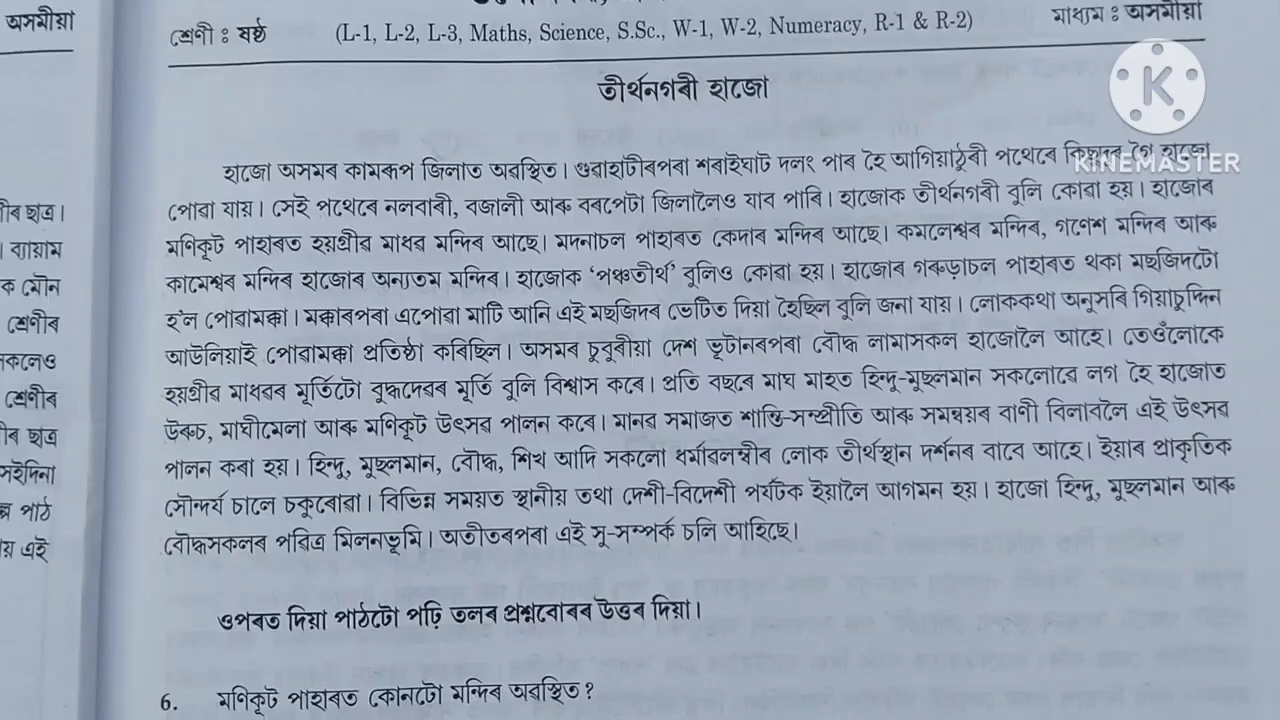 অসমীয়া
শ্ৰেণী : ষষ্ঠ (L-1, L-2, L-3, Maths, Science, S.Sc., W-1, W-2, Numeracy, R-1 & R-2) মাধ্যম : অসমীয়া
তীৰ্থনগৰী হাজো
K
KINEMASTER
হাজো অসমৰ কামৰূপ জিলাত অৱস্থিত। গুৱাহাটীৰপৰা শৰাইঘাট দলং পাৰ হৈ আগিয়াঠুৰী পথেৰে গৈ হাজো
পোৱা যায়। সেই পথেৰে নলবাৰী, বজালী আৰু বৰপেটা জিলালৈও যাব পাৰি। হাজোক তীৰ্থনগৰী বুলি কোৱা হয়। হাজোৰ
মণিকূট পাহাৰত হয়গ্ৰীৱ মাধৱ মন্দিৰ আছে। মদনাচল পাহাৰত কেদাৰ মন্দিৰ আছে। কমলেশ্বৰ মন্দিৰ, গণেশ মন্দিৰ আৰু
কামেশ্বৰ মন্দিৰ হাজোৰ অন্যতম মন্দিৰ। হাজোক ‘পঞ্চতীৰ্থ’ বুলিও কোৱা হয়। হাজোৰ গৰুড়াচল পাহাৰত থকা মছজিদটো
হ’ল পোৱামক্কা। মক্কাৰপৰা এপোৱা মাটি আনি এই মছজিদৰ ভেটিত দিয়া হৈছিল বুলি জনা যায়। লোককথা অনুসৰি গিয়াচুদ্দিন
আউলিয়াই পোৱামক্কা প্ৰতিষ্ঠা কৰিছিল। অসমৰ চুবুৰীয়া দেশ ভূটানৰপৰা বৌদ্ধ লামাসকল হাজোলৈ আহে। তেওঁলোকে
হয়গ্ৰীৱ মাধৱৰ মূৰ্তিটো বুদ্ধদেৱৰ মূৰ্তি বুলি বিশ্বাস কৰে। প্ৰতি বছৰে মাঘ মাহত হিন্দু-মুছলমান সকলোৱে লগ হৈ হাজোত
উৰুচ, মাঘীমেলা আৰু মণিকূট উৎসৱ পালন কৰে। মানৱ সমাজত শান্তি-সম্প্ৰীতি আৰু সমন্বয়ৰ বাণী বিলাবলৈ এই উৎসৱ
পালন কৰা হয়। হিন্দু, মুছলমান, বৌদ্ধ, শিখ আদি সকলো ধৰ্মাৱলম্বীৰ লোক তীৰ্থস্থান দৰ্শনৰ বাবে আহে। ইয়াৰ প্ৰাকৃতিক
সৌন্দৰ্য চালে চকুৰোৱা। বিভিন্ন সময়ত স্থানীয় তথা দেশী-বিদেশী পৰ্যটক ইয়ালৈ আগমন হয়। হাজো হিন্দু, মুছলমান আৰু
বৌদ্ধসকলৰ পৱিত্ৰ মিলনভূমি। অতীতৰপৰা এই সু-সম্পৰ্ক চলি আহিছে।
ওপৰত দিয়া পাঠটো পঢ়ি তলৰ প্ৰশ্নবোৰৰ উত্তৰ দিয়া।
6. মণিকূট পাহাৰত কোনটো মন্দিৰ অৱস্থিত?
ছাত্ৰ।
ব্যায়াম
ক মৌন
শ্ৰেণীৰ
শ্ৰেণীৰ
ছাত্ৰ
পাঠ
এই